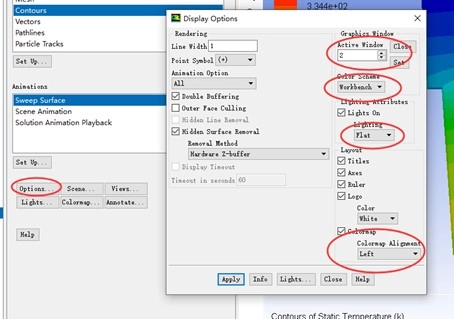 Mesh
Contours
Vectors
Pathlines
Particle Tracks
Set Up...
Animations
Sweep Surface
Scene Animation
Solution Animation Playback
Set Up...
Options...
Scene...
Views...
Lights...
Colormap...
Annotate...
Help
3.344e+02
Display Options
Rendering
Line Width 1
Point Symbol (+)
Animation Option
All
Double Buffering
Outer Face Culling
Hidden Line Removal
Hidden Surface Removal
Removal Method
Hardware Z-buffer
Display Timeout
Timeout in seconds 60
Graphics Window
Active Window
2
Close
Set
Color Scheme
Workbench
Lighting Attributes
Lights On
Lighting
Flat
Layout
Titles
Axes
Ruler
Logo
Color
White
Colormap
Colormap Alignment
Left
Apply
Info
Lights...
Close
Help
Contours of Static Temperature (k)